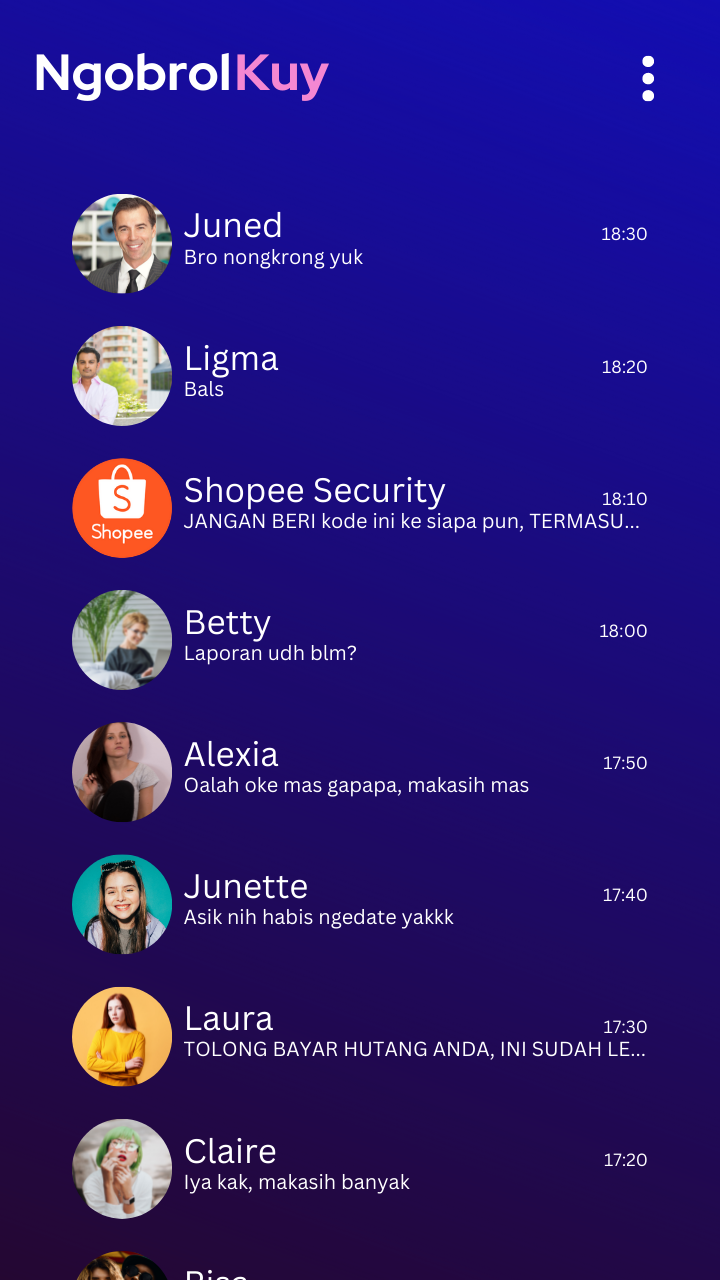 NgobrolKuy
Juned
18:30
Bro nongkrong yuk
Ligma
18:20
Bals
Shopee Security
18:10
JANGAN BERI kode ini ke siapa pun, TERMASU...
S
Shopee
Betty
18:00
Laporan udh blm?
Alexia
17:50
Oalah oke mas gapapa, makasih mas
Junette
17:40
Asik nih habis ngedate yakkk
Laura
17:30
TOLONG BAYAR HUTANG ANDA, INI SUDAH LE...
Claire
17:20
Iya kak, makasih banyak